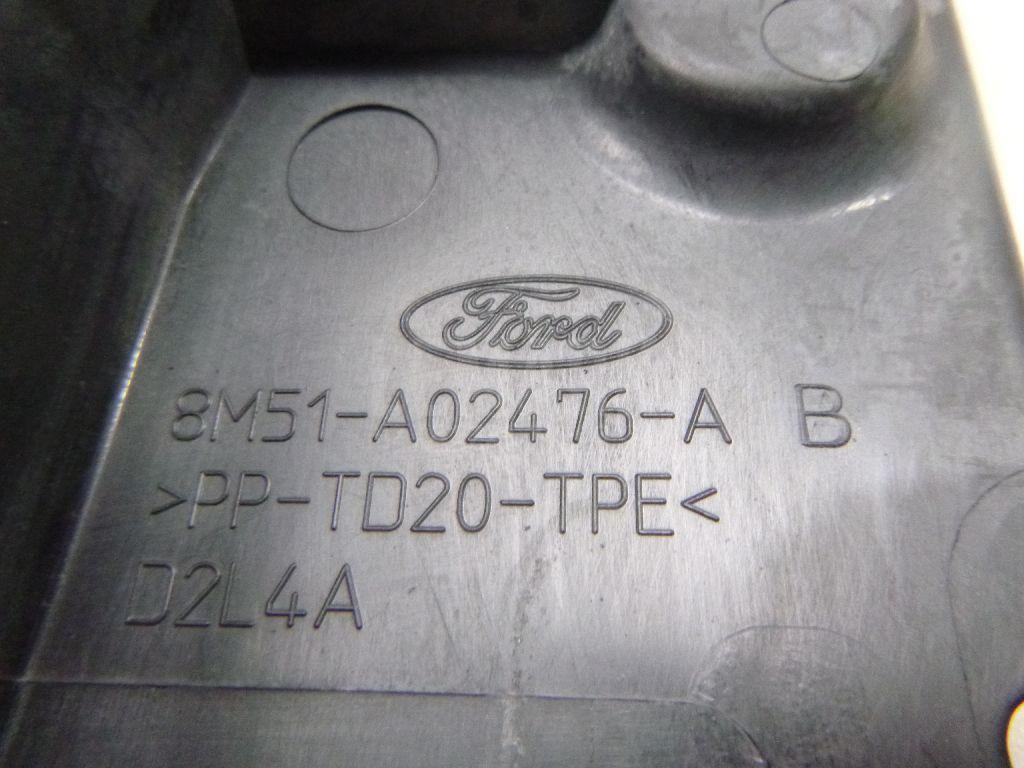 Ford
8M51-A02476-A B
>PP-TD20-TPE<
D2L4A